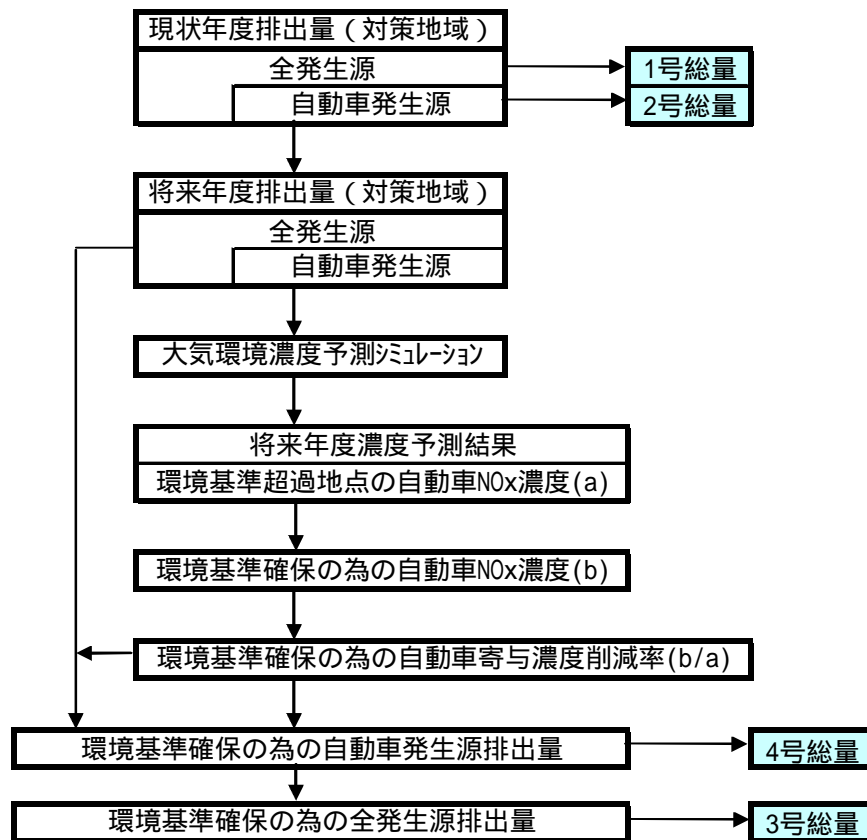 現状年度排出量(対策地域)
全発生源
1号総量
自動車発生源
2号総量
将来年度排出量(対策地域)
全発生源
自動車発生源
大気環境濃度予測ｼﾐｭﾚｰｼｮﾝ
将来年度濃度予測結果
環境基準超過地点の自動車NOx濃度(a)
環境基準確保の為の自動車NOx濃度(b)
環境基準確保の為の自動車寄与濃度削減率(b/a)
環境基準確保の為の自動車発生源排出量
4号総量
環境基準確保の為の全発生源排出量
3号総量